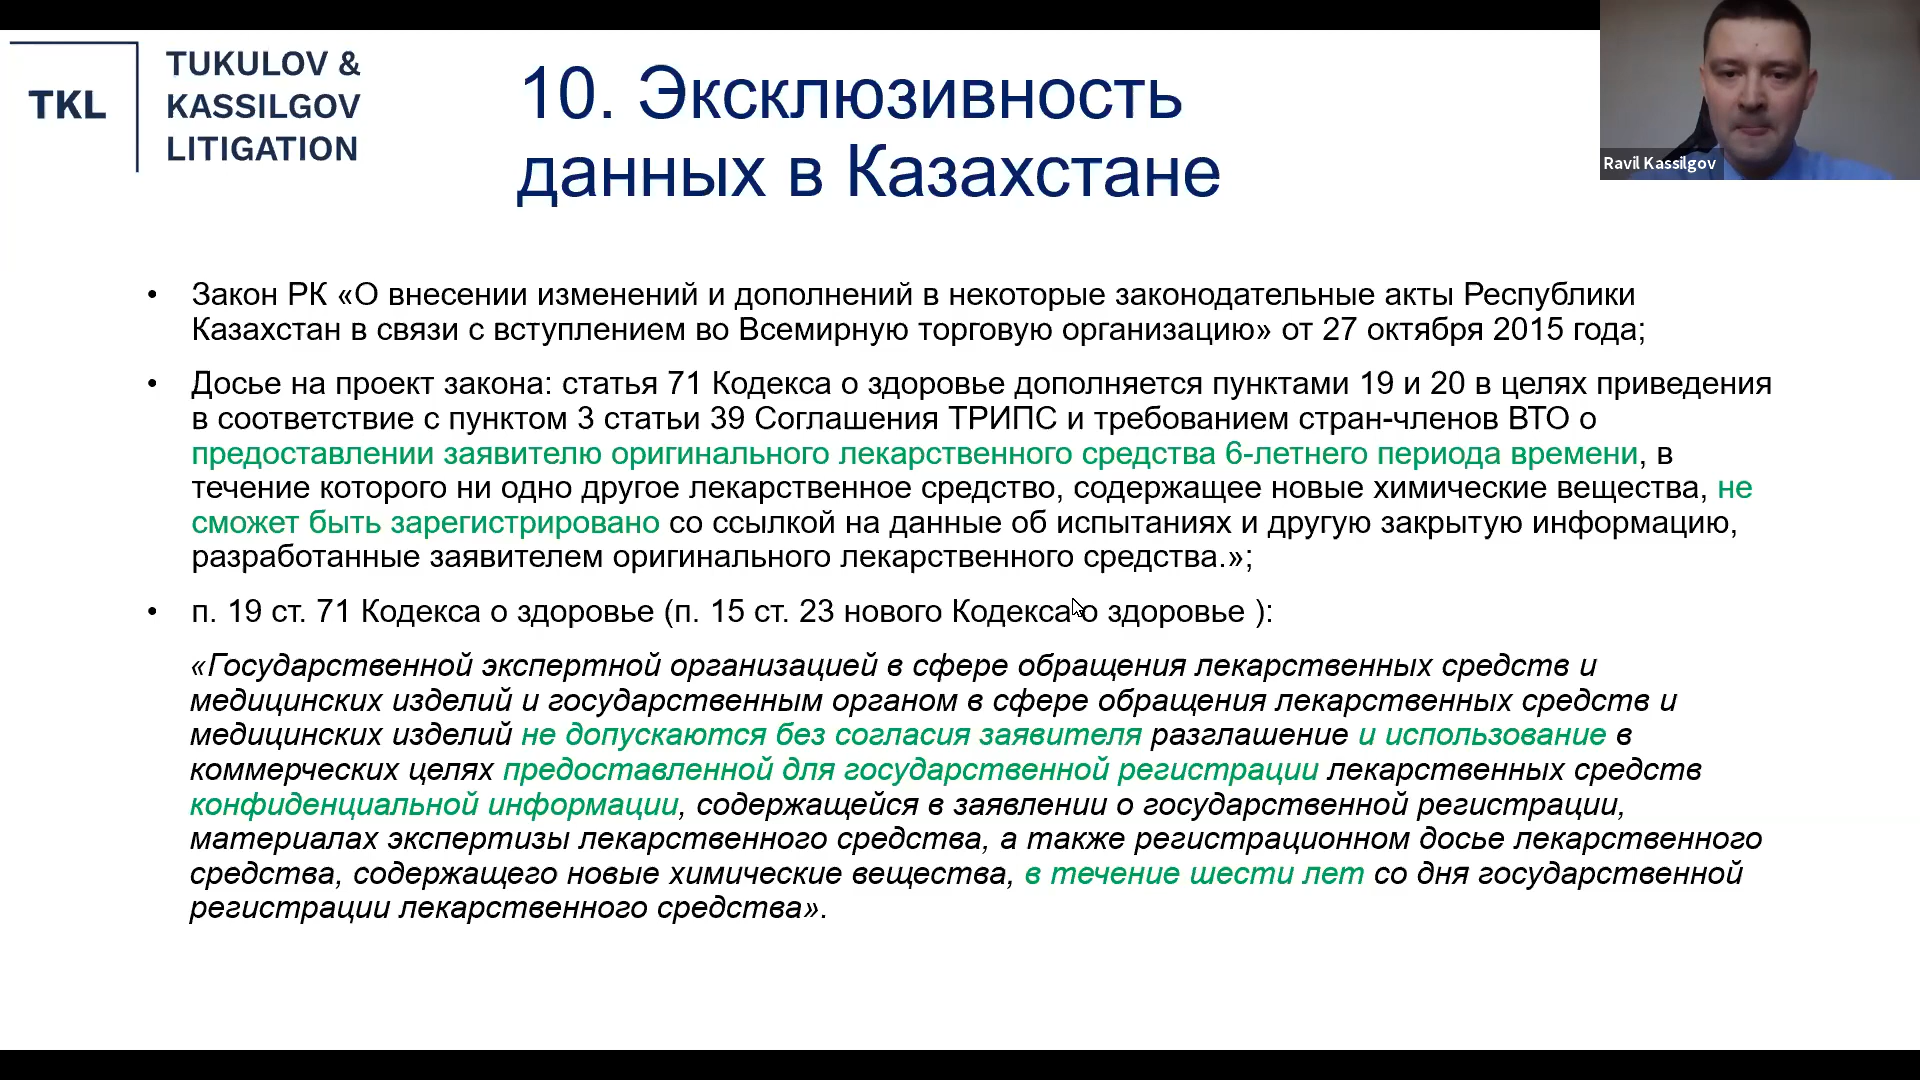 TKL
TUKULOV &
KASSILGOV
LITIGATION
10. Эксклюзивность
данных в Казахстане
Ravil Kassilgov
• Закон РК «О внесении изменений и дополнений в некоторые законодательные акты Республики
Казахстан в связи с вступлением во Всемирную торговую организацию» от 27 октября 2015 года;
• Досье на проект закона: статья 71 Кодекса о здоровье дополняется пунктами 19 и 20 в целях приведения
в соответствие с пунктом 3 статьи 39 Соглашения ТРИПС и требованием стран-членов ВТО о
предоставлении заявителю оригинального лекарственного средства 6-летнего периода времени, в
течение которого ни одно другое лекарственное средство, содержащее новые химические вещества, не
сможет быть зарегистрировано со ссылкой на данные об испытаниях и другую закрытую информацию,
разработанные заявителем оригинального лекарственного средства.»;
• п. 19 ст. 71 Кодекса о здоровье (п. 15 ст. 23 нового Кодекса о здоровье ):
«Государственной экспертной организацией в сфере обращения лекарственных средств и
медицинских изделий и государственным органом в сфере обращения лекарственных средств и
медицинских изделий не допускаются без согласия заявителя разглашение и использование в
коммерческих целях предоставленной для государственной регистрации лекарственных средств
конфиденциальной информации, содержащейся в заявлении о государственной регистрации,
материалах экспертизы лекарственного средства, а также регистрационном досье лекарственного
средства, содержащего новые химические вещества, в течение шести лет со дня государственной
регистрации лекарственного средства».